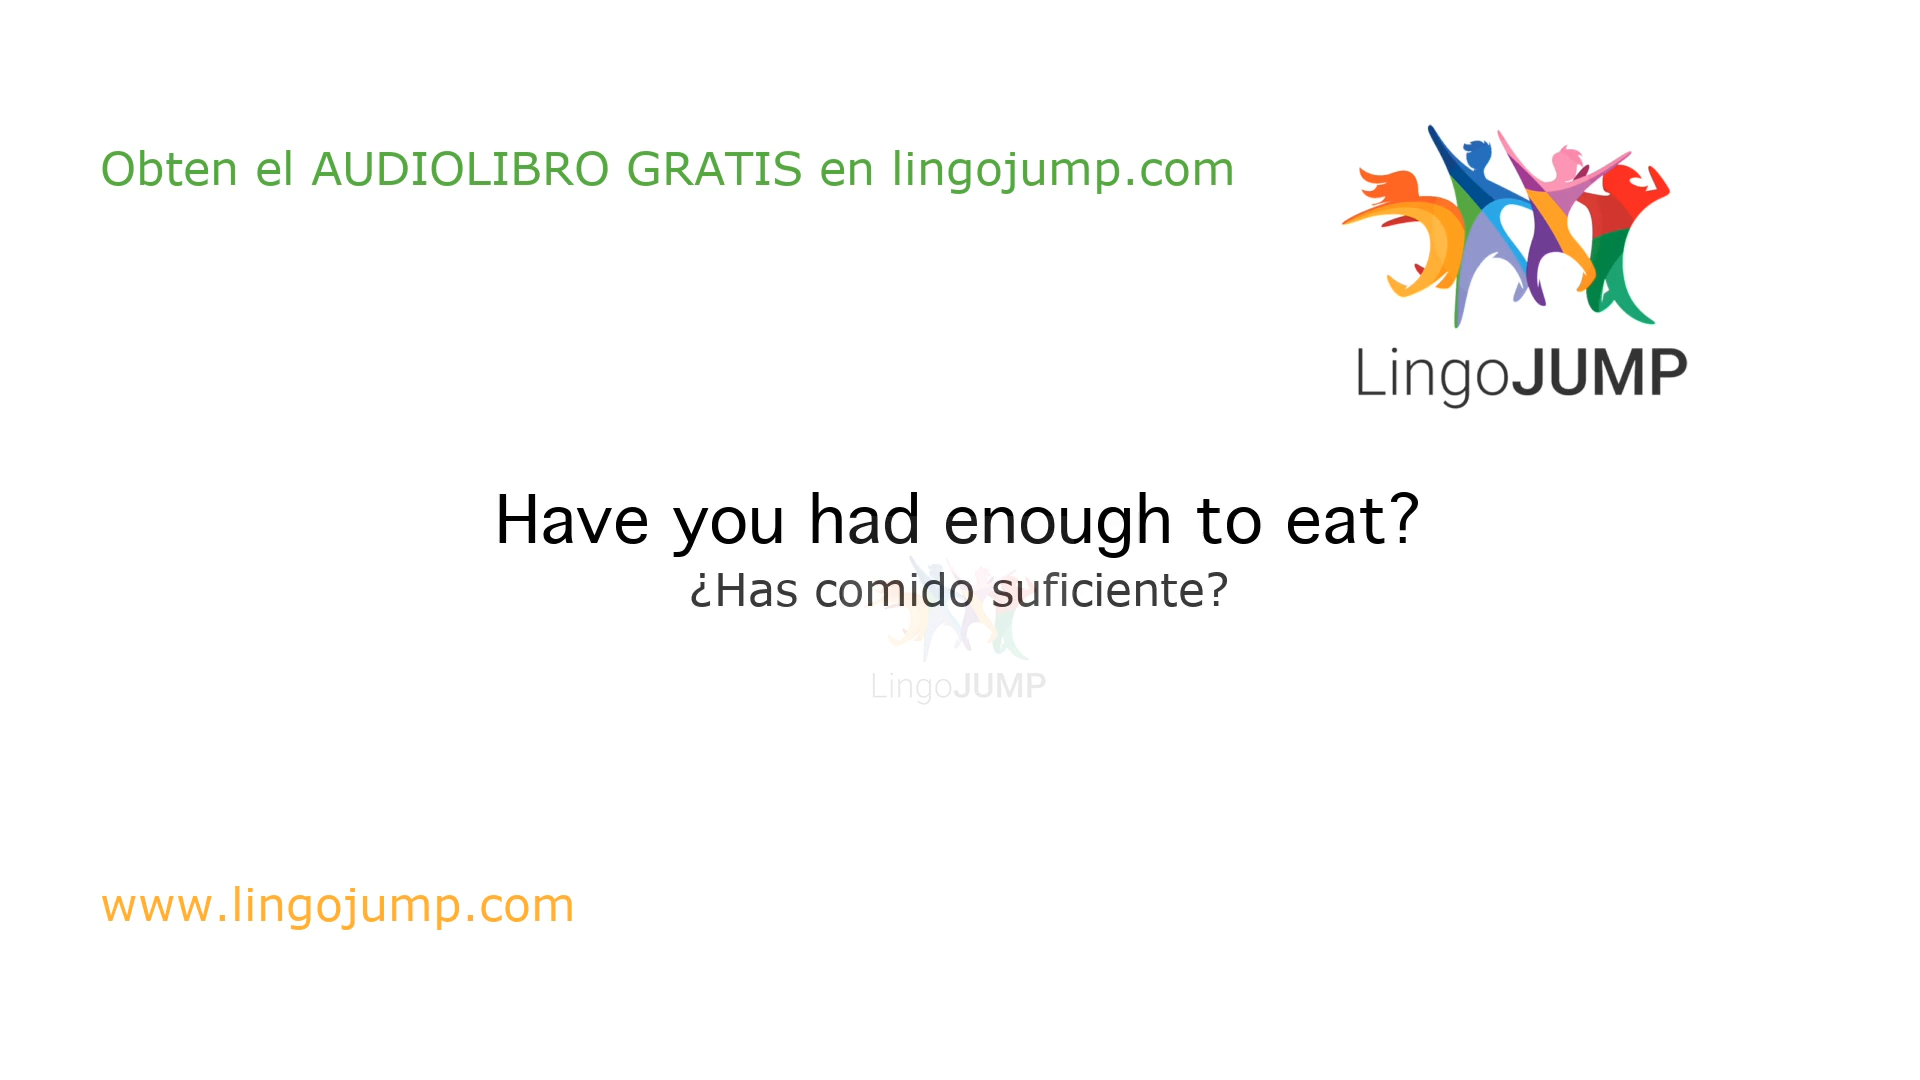 Obten el AUDIOLIBRO GRATIS en lingojump.com
LingoJUMP
Have you had enough to eat?
¿Has comido suficiente?
LingoJUMP
www.lingojump.com